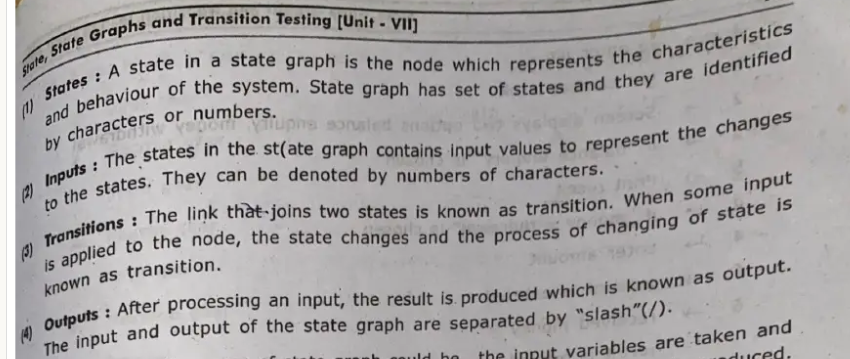 State, State Graphs and Transition Testing [Unit - VII]
(1) States : A state in a state graph is the node which represents the characteristics
and behaviour of the system. State graph has set of states and they are identified
by characters or numbers.
(2) Inputs : The states in the st(ate graph contains input values to represent the changes
to the states. They can be denoted by numbers of characters.
(3) Transitions : The link that joins two states is known as transition. When some input
is applied to the node, the state changes and the process of changing of state is
known as transition.
(4) Outputs : After processing an input, the result is produced which is known as output.
The input and output of the state graph are separated by "slash"(/).
the input variables are taken and